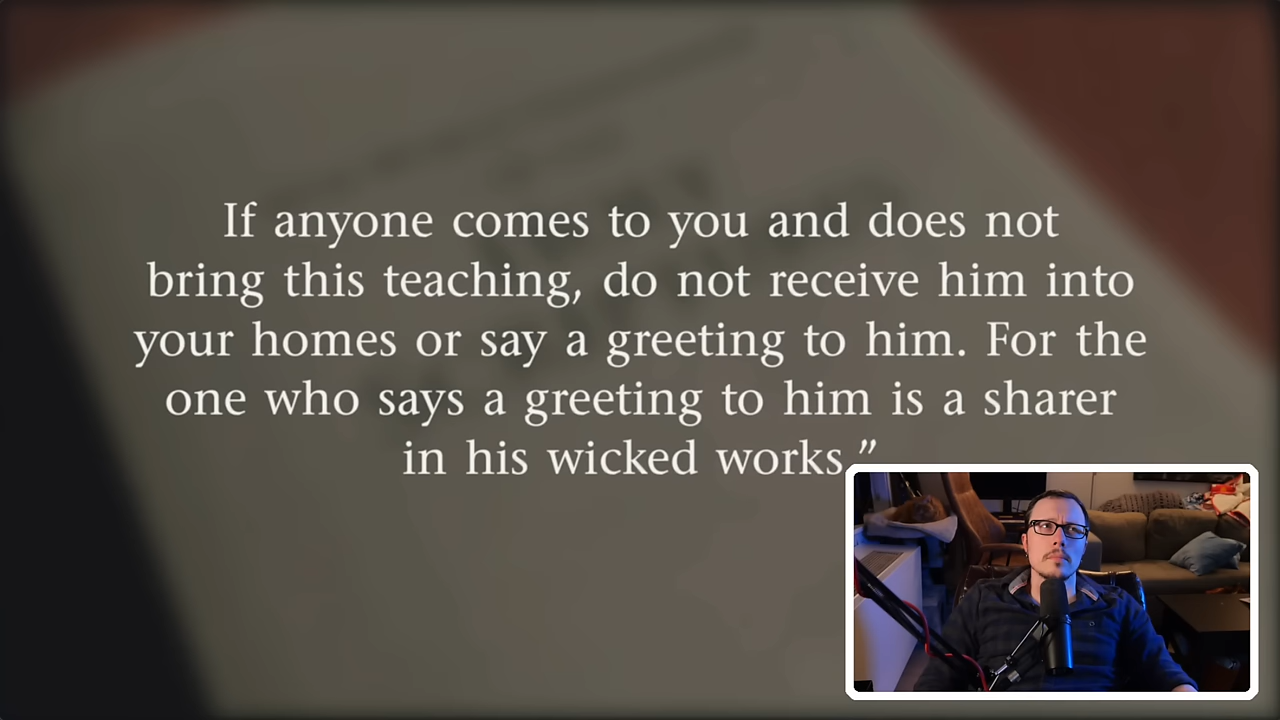 If anyone comes to you and does not
bring this teaching, do not receive him into
your homes or say a greeting to him. For the
one who says a greeting to him is a sharer
in his wicked works.”